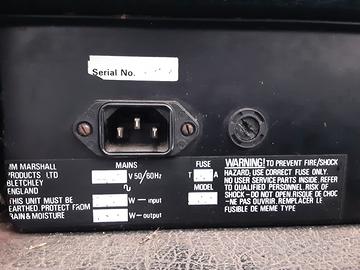 Serial No.
JIM MARSHALL
PRODUCTS LTD
BLETCHLEY
ENGLAND
THIS UNIT MUST BE
EARTHED. PROTECT FROM
RAIN & MOISTURE
MAINS
V 50/60Hz
W-input
W-output
FUSE
T A
MODEL
WARNING! TO PREVENT FIRE/SHOCK
HAZARD, USE CORRECT FUSE ONLY.
NO USER SERVICE PARTS INSIDE. REFER
TO QUALIFIED PERSONNEL. RISK OF
SHOCK - DO NOT OPEN. RISQUE DE CHOC
- NE PAS OUVRIR. REMPLACER LE
FUSIBLE DE MEME TYPE